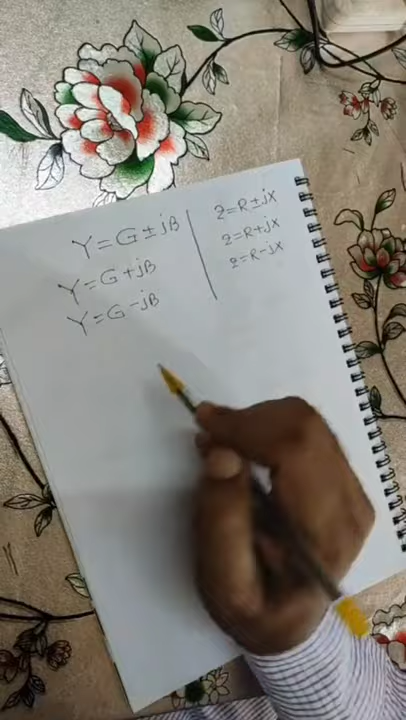 Y = G ± jB
Y = G + jB
Y = G - jB
z = R ± jX
z = R + jX
z = R - jX